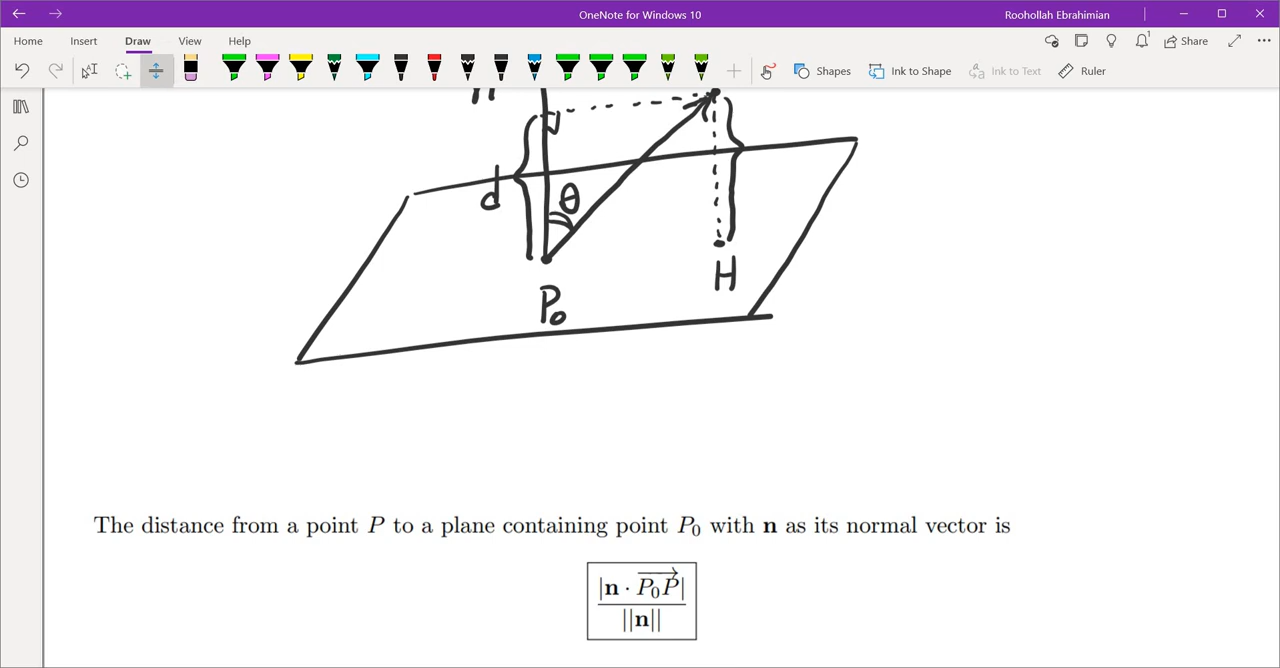 OneNote for Windows 10
Roohollah Ebrahimian
Home Insert Draw View Help
Share
Shapes Ink to Shape Ink to Text Ruler
d θ
H
P₀
The distance from a point P to a plane containing point P₀ with n as its normal vector is
|n · P₀P|
||n||